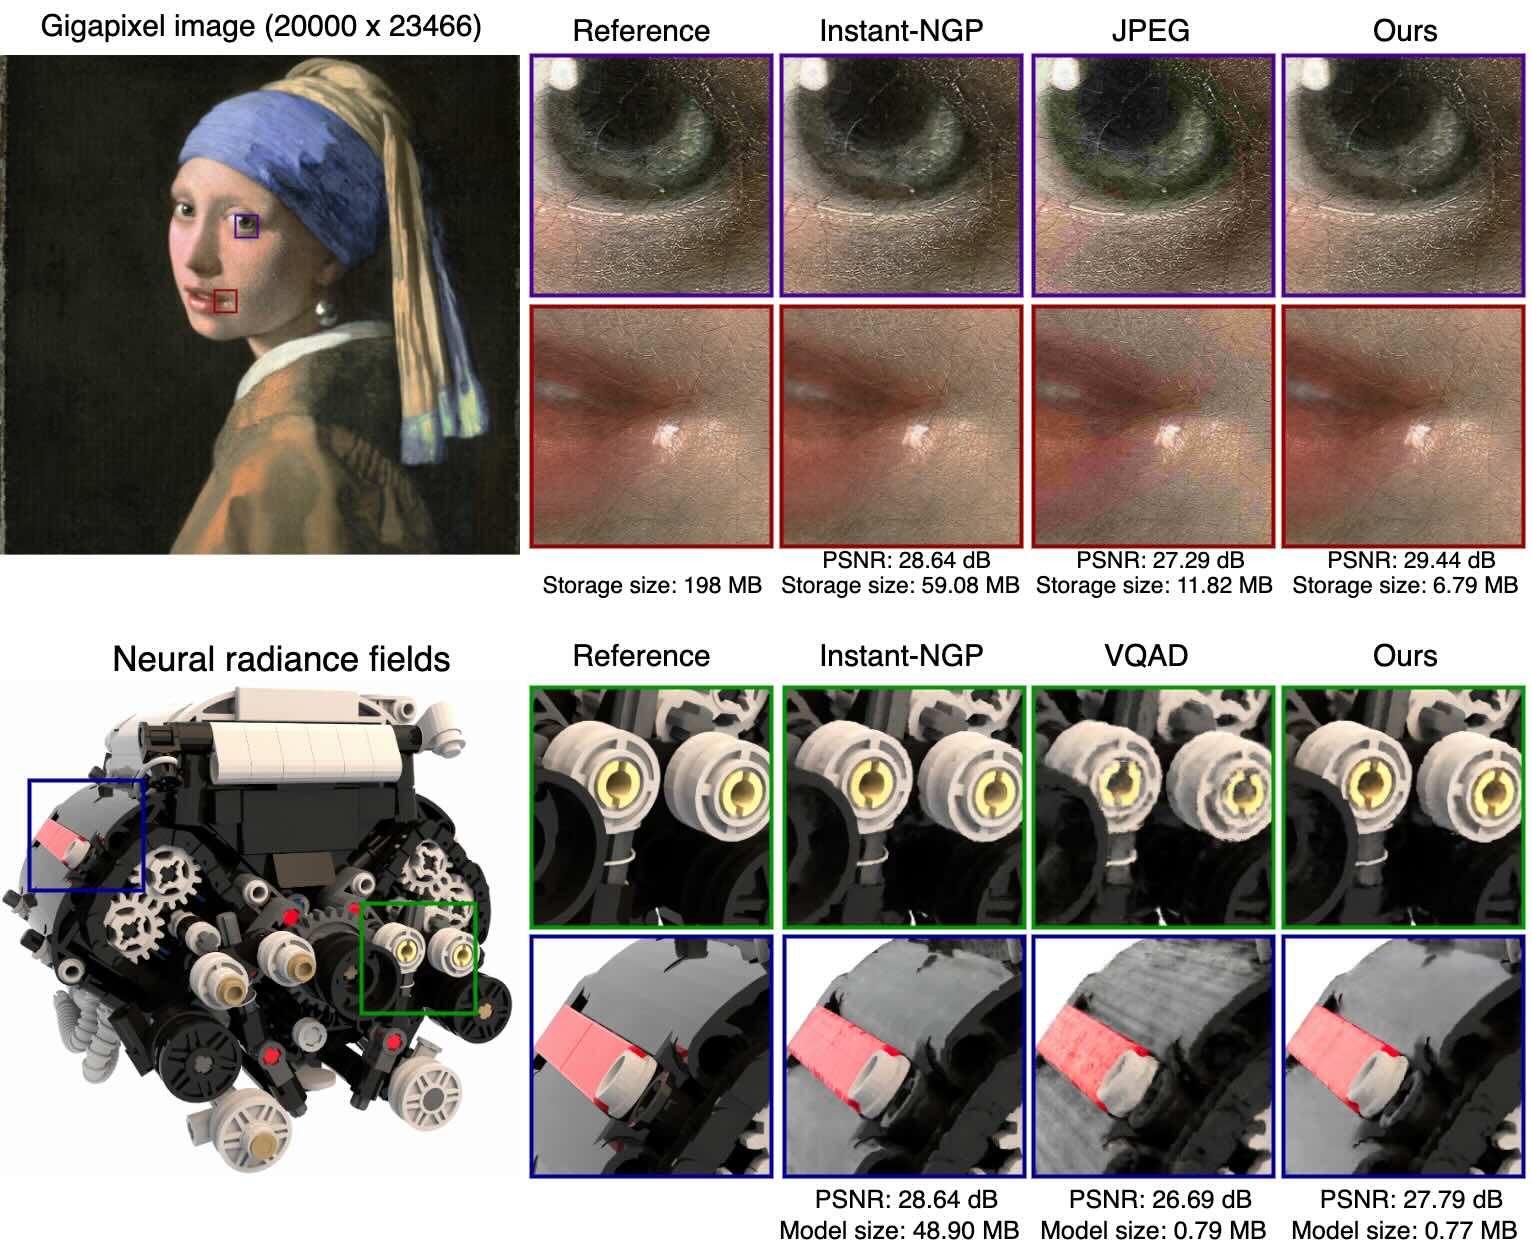 Gigapixel image (20000 x 23466)
Reference
Instant-NGP
JPEG
Ours
PSNR: 28.64 dB
PSNR: 27.29 dB
PSNR: 29.44 dB
Storage size: 198 MB
Storage size: 59.08 MB
Storage size: 11.82 MB
Storage size: 6.79 MB
Neural radiance fields
Reference
Instant-NGP
VQAD
Ours
PSNR: 28.64 dB
PSNR: 26.69 dB
PSNR: 27.79 dB
Model size: 48.90 MB
Model size: 0.79 MB
Model size: 0.77 MB